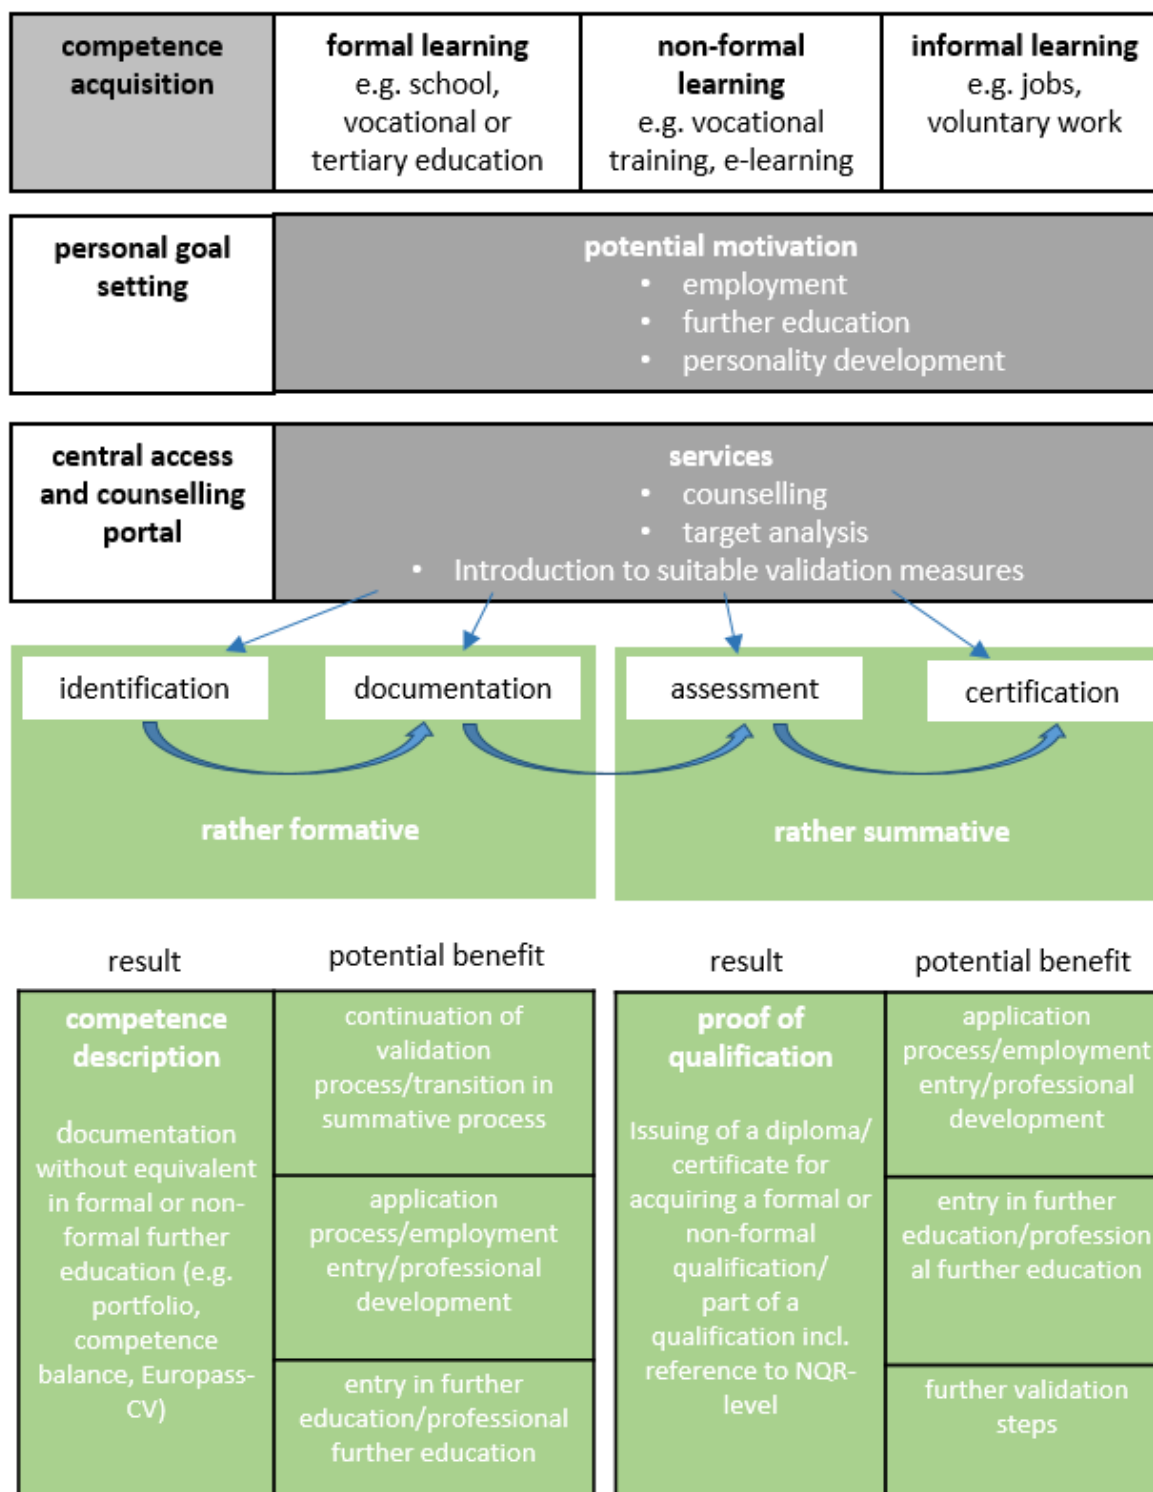 competence
acquisition
formal learning
e.g. school,
vocational or
tertiary education
non-formal
learning
e.g. vocational
training, e-learning
informal learning
e.g. jobs,
voluntary work
personal goal
setting
potential motivation
• employment
• further education
• personality development
central access
and counselling
portal
services
• counselling
• target analysis
• Introduction to suitable validation measures
identification
documentation
assessment
certification
rather formative
rather summative
result
potential benefit
result
potential benefit
competence
description
documentation
without equivalent
in formal or non-
formal further
education (e.g.
portfolio,
competence
balance, Europass-
CV)
continuation of
validation
process/transition in
summative process
application
process/employment
entry/professional
development
entry in further
education/professional
further education
proof of
qualification
Issuing of a diploma/
certificate for
acquiring a formal or
non-formal
qualification/
part of a
qualification incl.
reference to NQR-
level
application
process/employment
entry/professional
development
entry in further
education/profession
al further education
further validation
steps